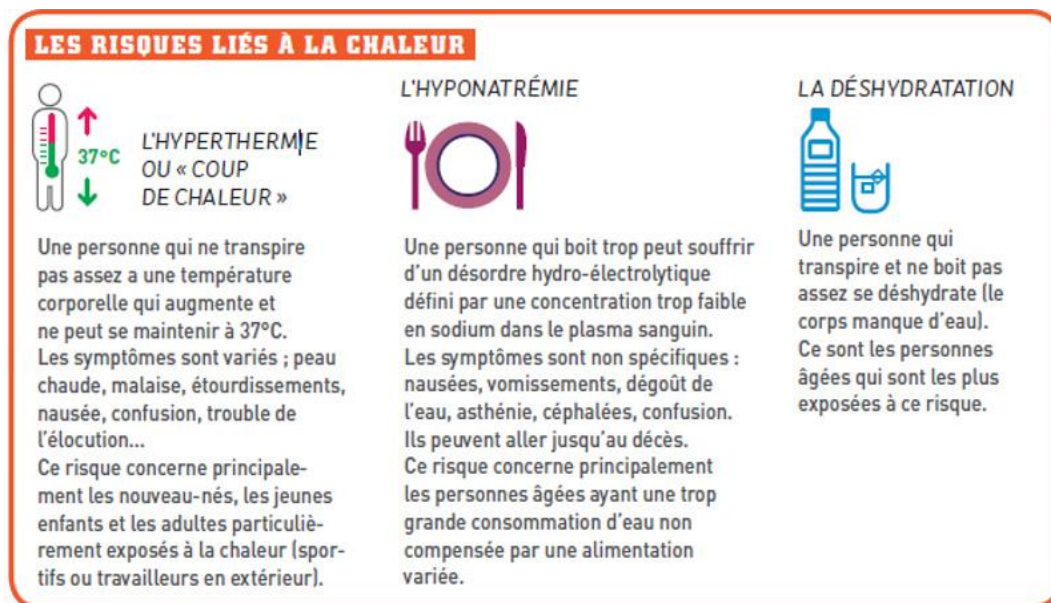 LES RISQUES LIÉS À LA CHALEUR
37°C
L'HYPERTHERMIE
OU « COUP
DE CHALEUR »
Une personne qui ne transpire
pas assez a une température
corporelle qui augmente et
ne peut se maintenir à 37°C.
Les symptômes sont variés ; peau
chaude, malaise, étourdissements,
nausée, confusion, trouble de
l'élocution...
Ce risque concerne principale-
ment les nouveau-nés, les jeunes
enfants et les adultes particuliè-
rement exposés à la chaleur (spor-
tifs ou travailleurs en extérieur).
L'HYPONATRÉMIE
Une personne qui boit trop peut souffrir
d'un désordre hydro-électrolytique
défini par une concentration trop faible
en sodium dans le plasma sanguin.
Les symptômes sont non spécifiques :
nausées, vomissements, dégoût de
l'eau, asthénie, céphalées, confusion.
Ils peuvent aller jusqu'au décès.
Ce risque concerne principalement
les personnes âgées ayant une trop
grande consommation d'eau non
compensée par une alimentation
variée.
LA DÉSHYDRATATION
Une personne qui
transpire et ne boit pas
assez se déshydrate (le
corps manque d'eau).
Ce sont les personnes
âgées qui sont les plus
exposées à ce risque.